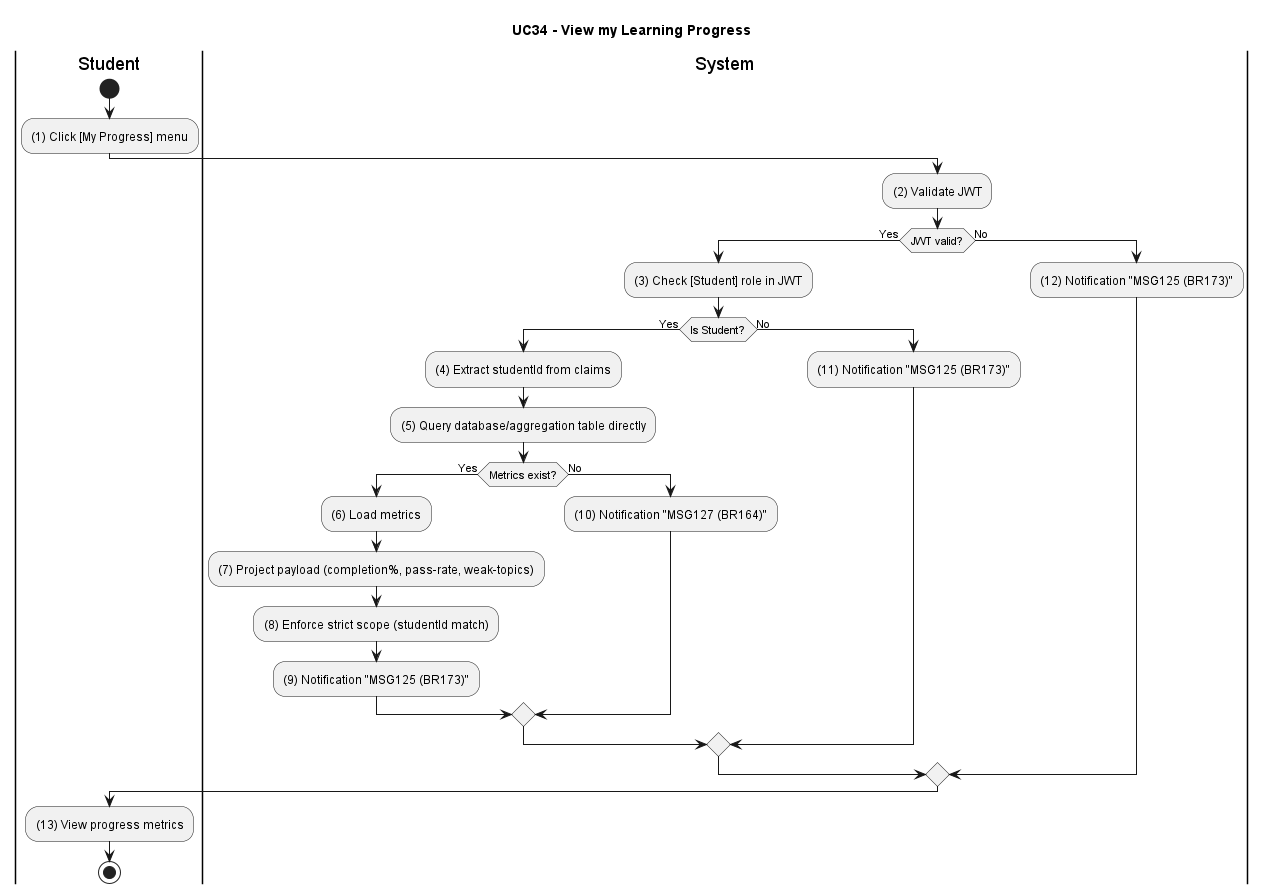 UC34 - View my Learning Progress
Student
System
(1) Click [My Progress] menu
(2) Validate JWT
Yes
JWT valid?
No
(3) Check [Student] role in JWT
(12) Notification "MSG125 (BR173)"
Yes
Is Student?
No
(4) Extract studentId from claims
(11) Notification "MSG125 (BR173)"
(5) Query database/aggregation table directly
Yes
Metrics exist?
No
(6) Load metrics
(10) Notification "MSG127 (BR164)"
(7) Project payload (completion%, pass-rate, weak-topics)
(8) Enforce strict scope (studentId match)
(9) Notification "MSG125 (BR173)"
(13) View progress metrics